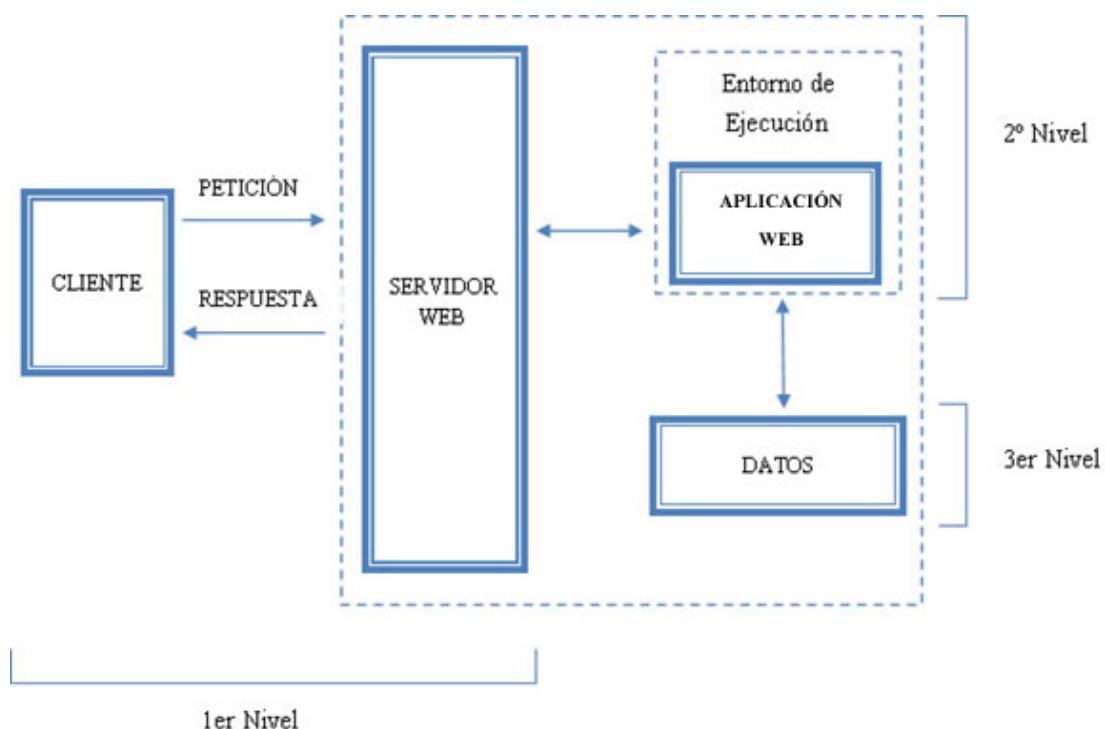 Entorno de
Ejecución
2º Nivel
PETICIÓN
APLICACIÓN
WEB
CLIENTE
RESPUESTA
SERVIDOR
WEB
DATOS
3er Nivel
1er Nivel